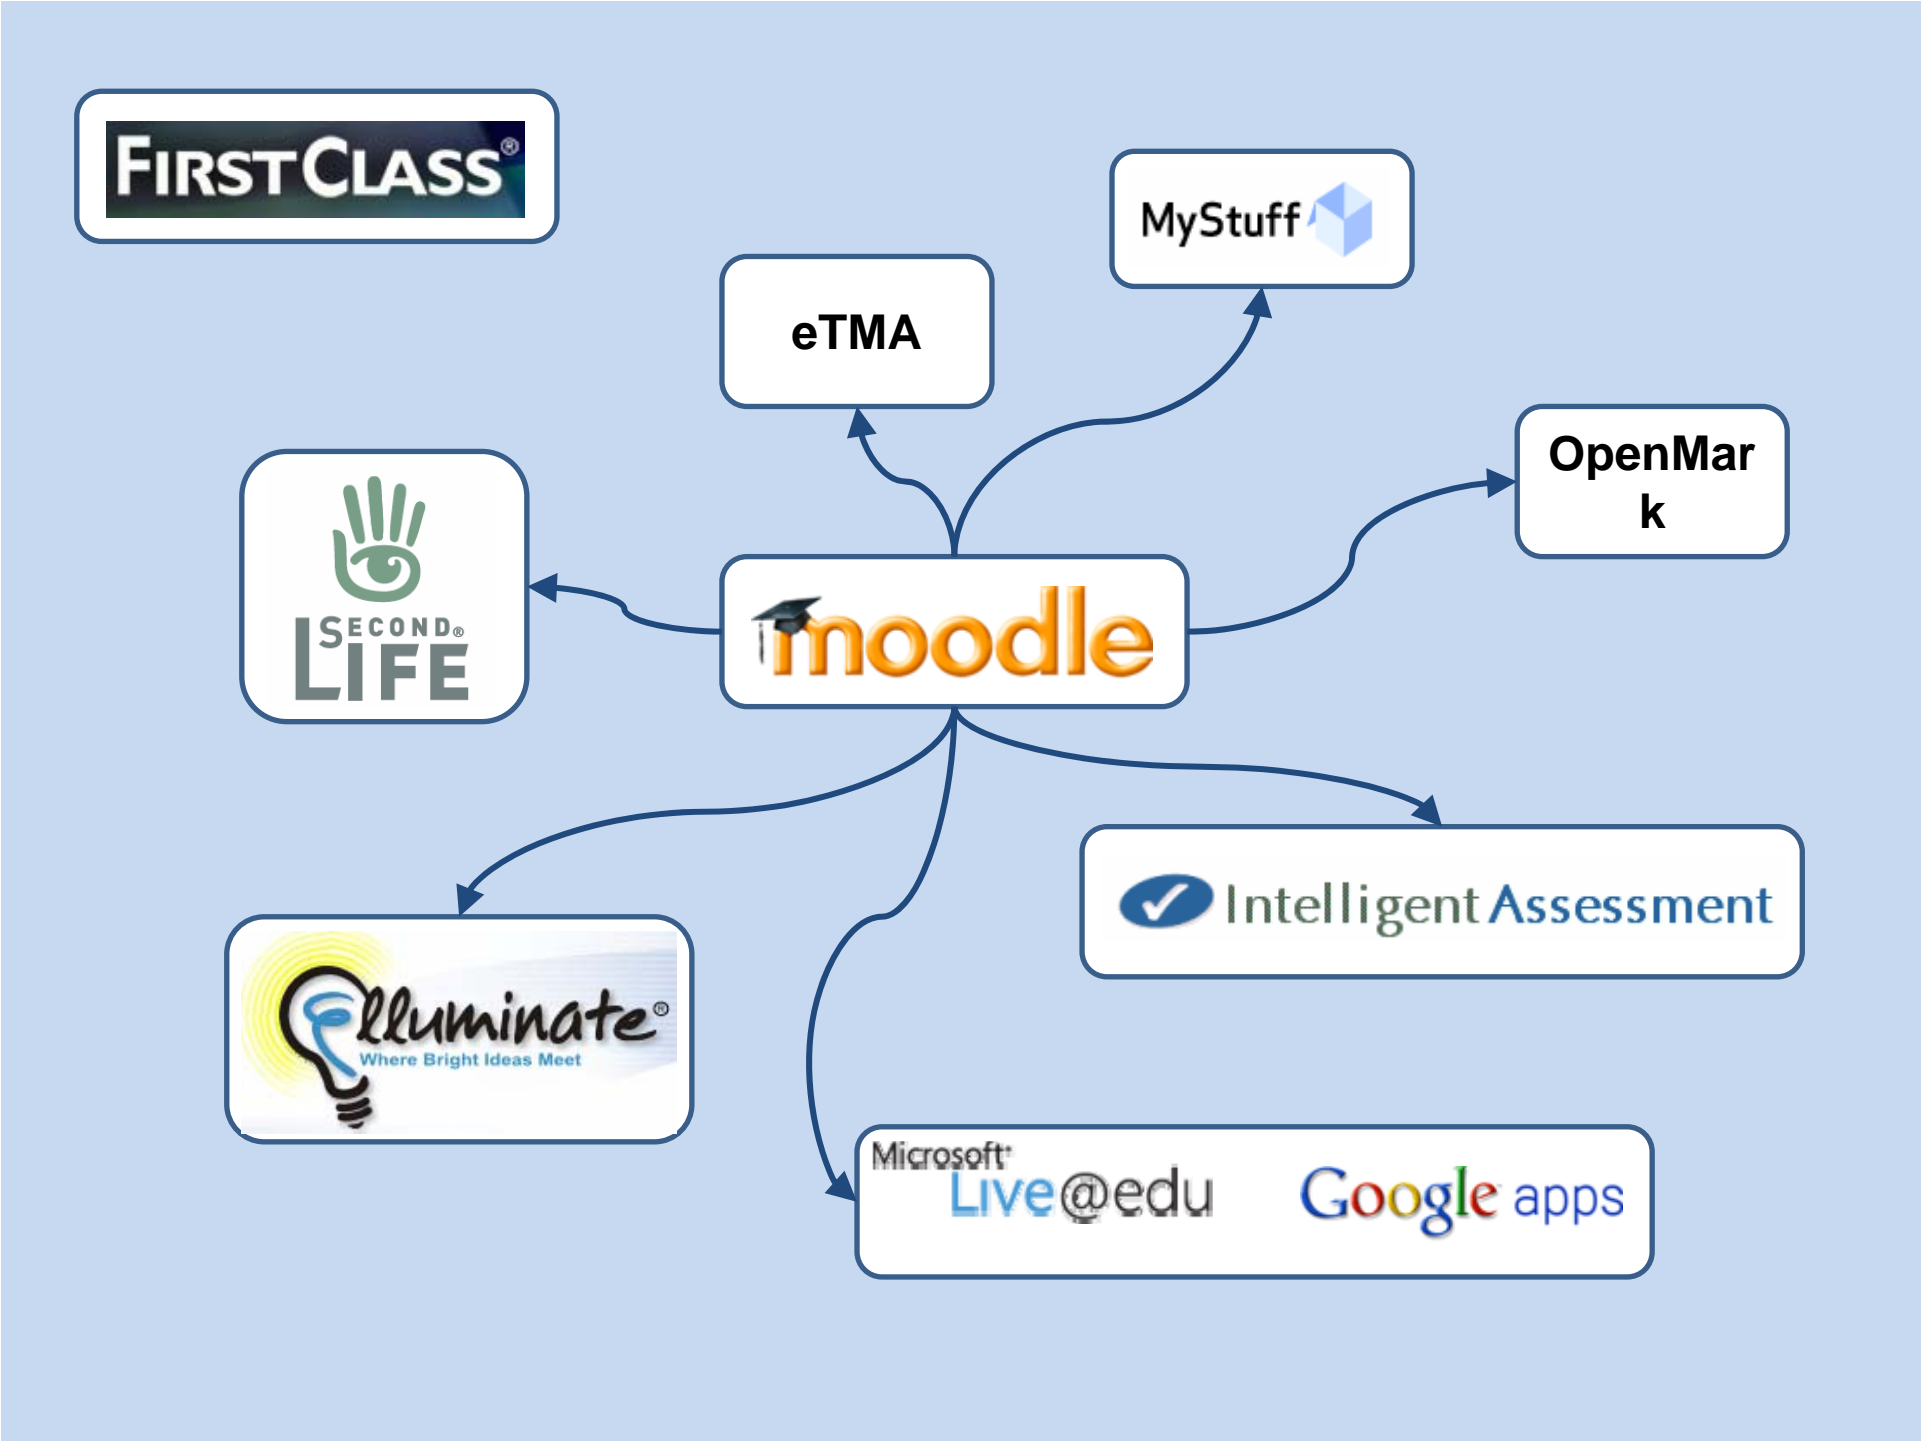 FIRSTCLASS®
MyStuff
eTMA
OpenMar
k
SECOND®
LIFE
moodle
Intelligent Assessment
elluminate®
Where Bright Ideas Meet
Microsoft®
Live@edu
Google apps